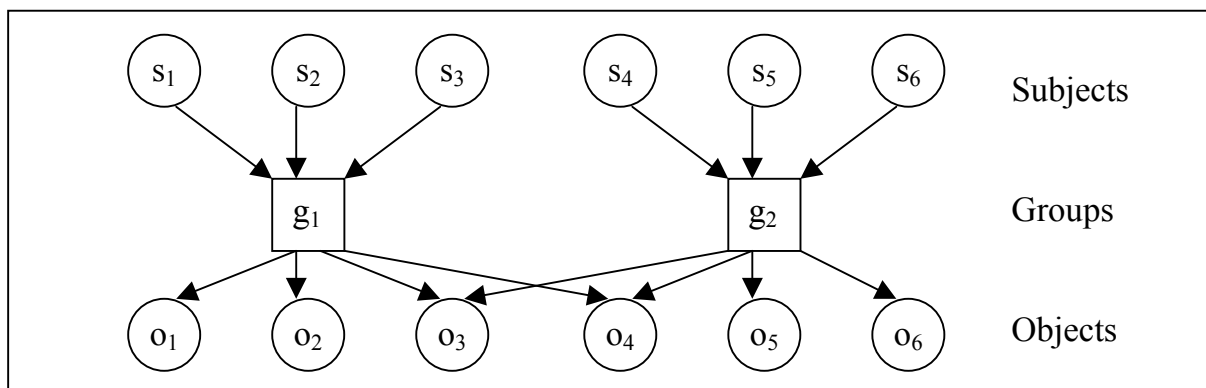 s₁ s₂ s₃ s₄ s₅ s₆ Subjects
g₁ g₂ Groups
o₁ o₂ o₃ o₄ o₅ o₆ Objects